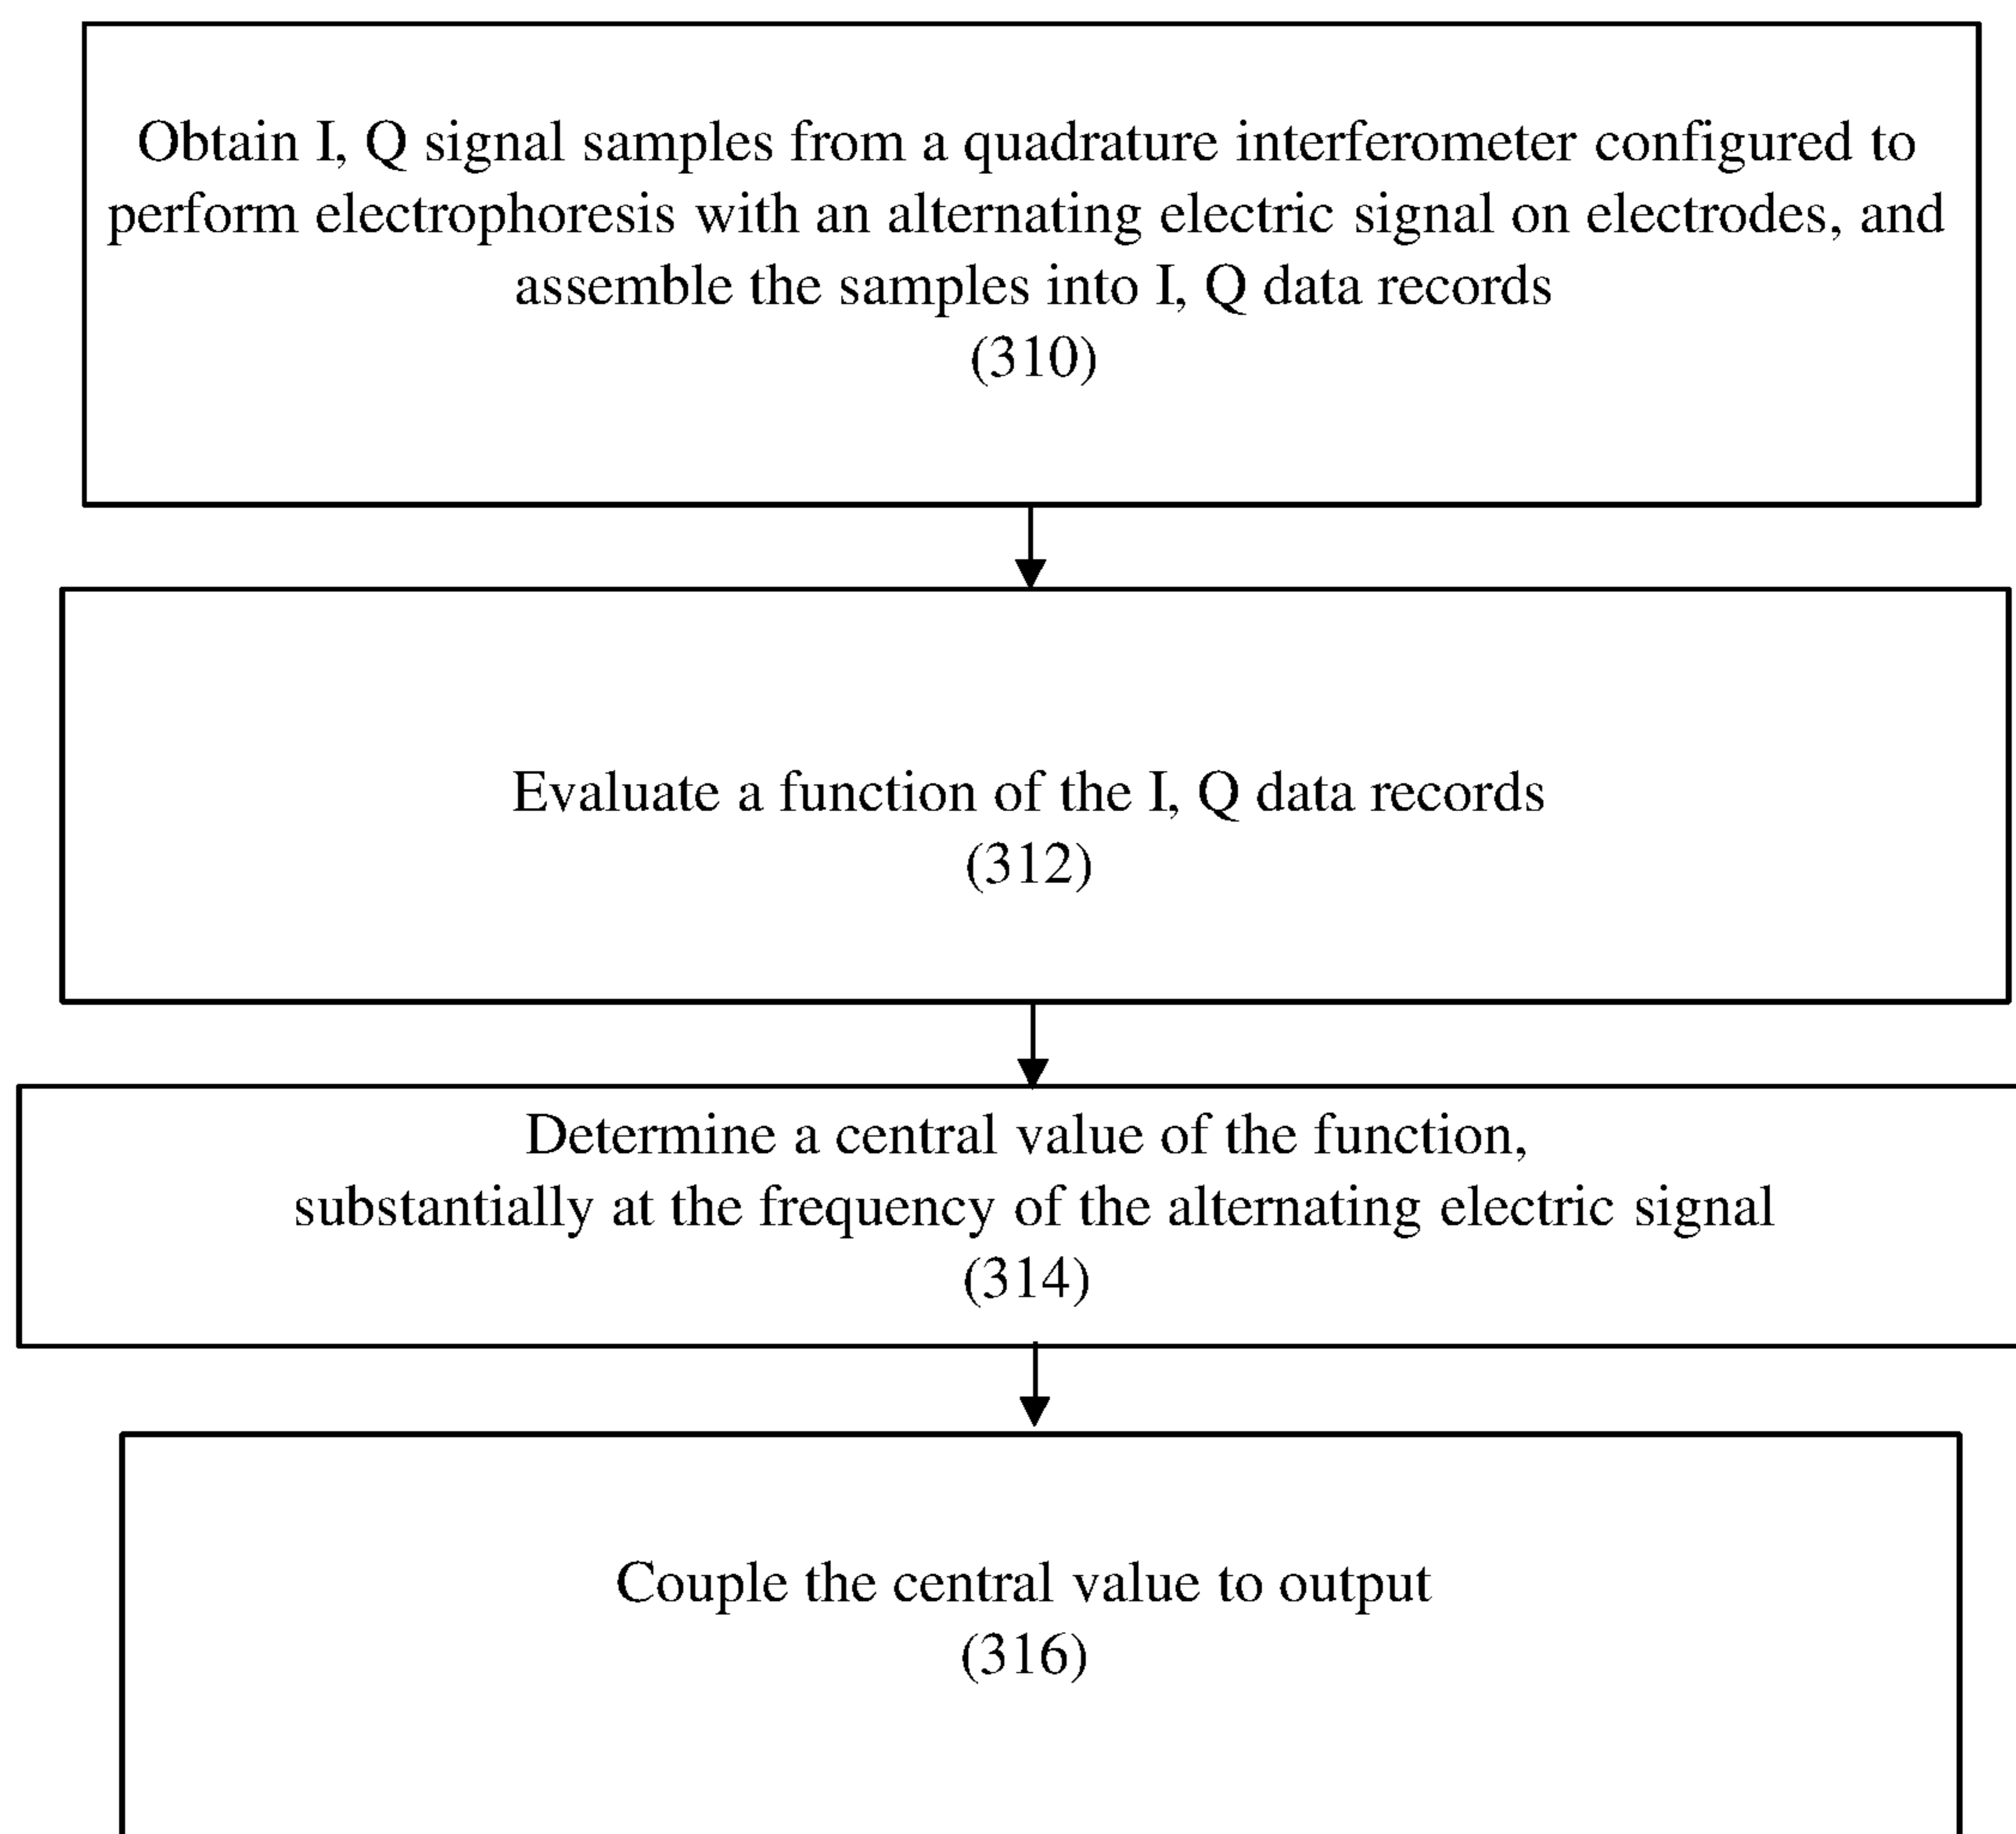 Obtain I, Q signal samples from a quadrature interferometer configured to
perform electrophoresis with an alternating electric signal on electrodes, and
assemble the samples into I, Q data records
(310)
Evaluate a function of the I, Q data records
(312)
Determine a central value of the function,
substantially at the frequency of the alternating electric signal
(314)
Couple the central value to output
(316)